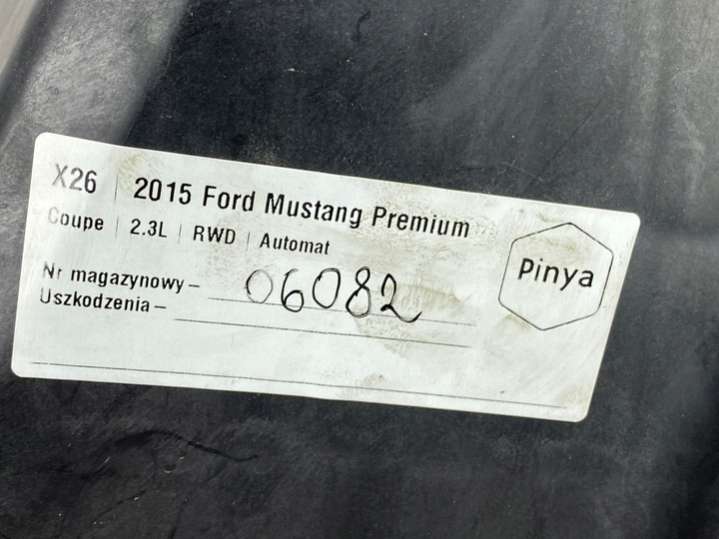 X26 | 2015 Ford Mustang Premium
Coupe | 2.3L | RWD | Automat
Nr magazynowy – 06082
Uszkodzenia –
Pinya